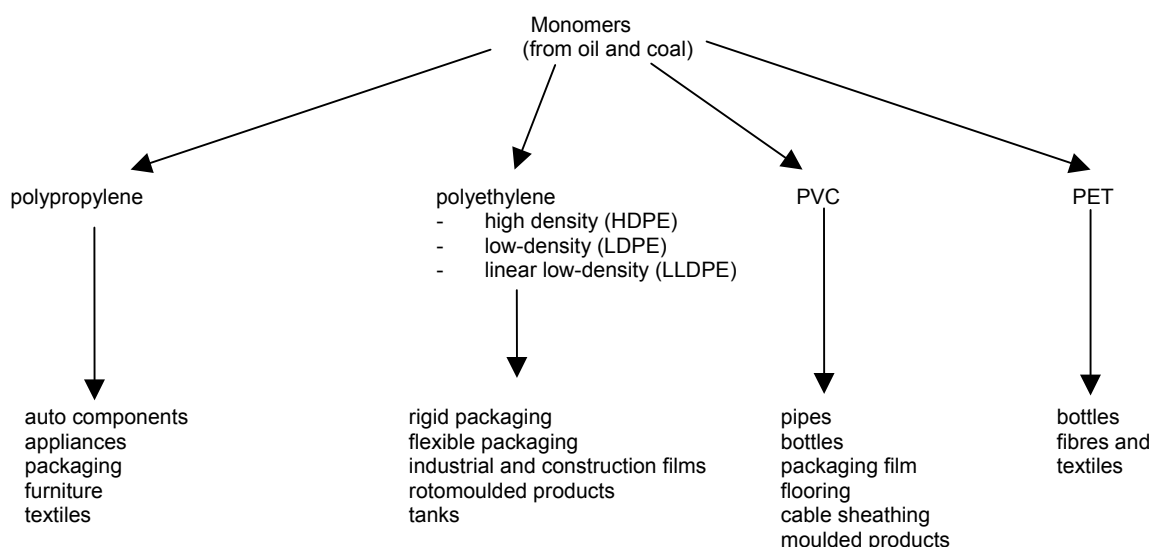 Monomers
(from oil and coal)
polypropylene
polyethylene
- high density (HDPE)
- low-density (LDPE)
- linear low-density (LLDPE)
PVC
PET
auto components
appliances
packaging
furniture
textiles
rigid packaging
flexible packaging
industrial and construction films
rotomoulded products
tanks
pipes
bottles
packaging film
flooring
cable sheathing
moulded products
bottles
fibres and
textiles